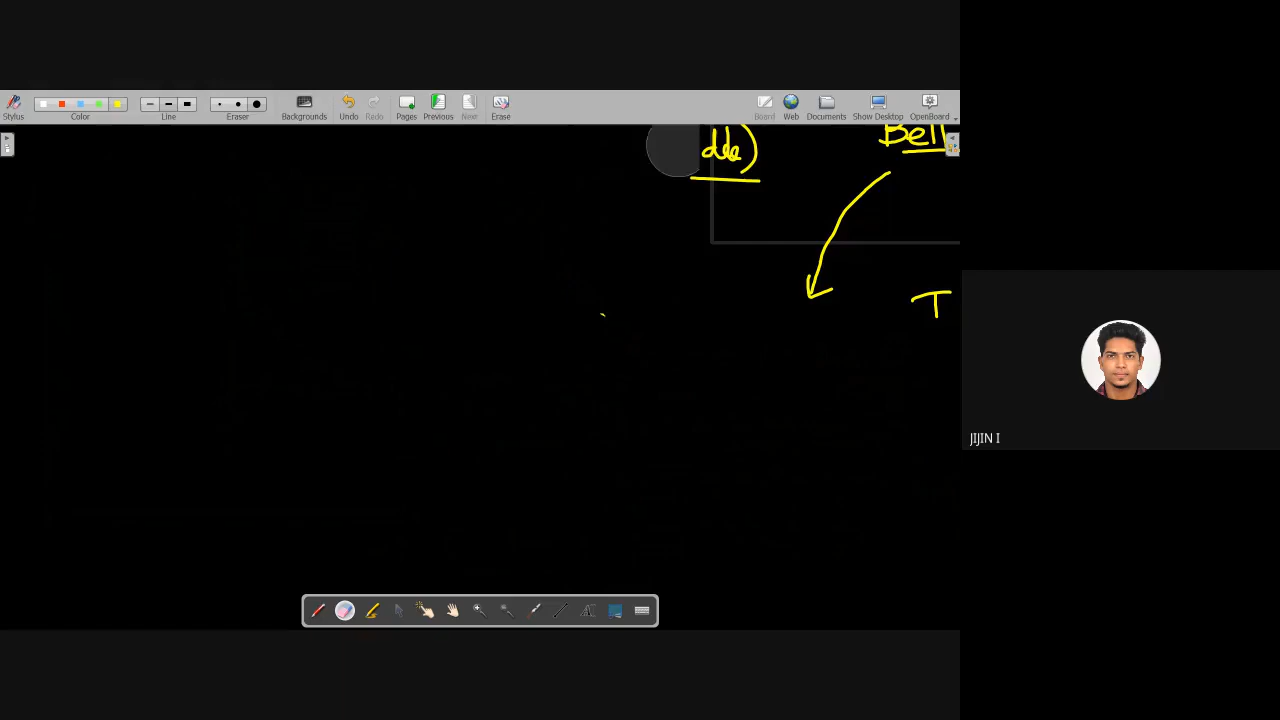 Stylus Color Line Eraser Backgrounds Undo Redo Pages Previous Next Erase Board Web Documents Show Desktop OpenBoard
Bell
T
JIJIN I